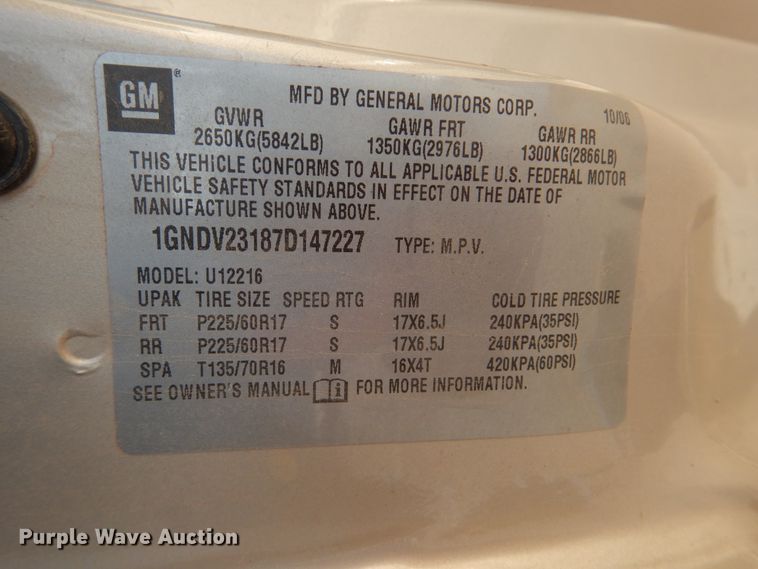 GM®
MFD BY GENERAL MOTORS CORP. 10/06
GVWR GAWR FRT GAWR RR
2650KG(5842LB) 1350KG(2976LB) 1300KG(2866LB)
THIS VEHICLE CONFORMS TO ALL APPLICABLE U.S. FEDERAL MOTOR
VEHICLE SAFETY STANDARDS IN EFFECT ON THE DATE OF
MANUFACTURE SHOWN ABOVE.
1GNDV23187D147227 TYPE: M.P.V.
MODEL: U12216
UPAK TIRE SIZE SPEED RTG RIM COLD TIRE PRESSURE
FRT P225/60R17 S 17X6.5J 240KPA(35PSI)
RR P225/60R17 S 17X6.5J 240KPA(35PSI)
SPA T135/70R16 M 16X4T 420KPA(60PSI)
SEE OWNER'S MANUAL i FOR MORE INFORMATION.
Purple Wave Auction